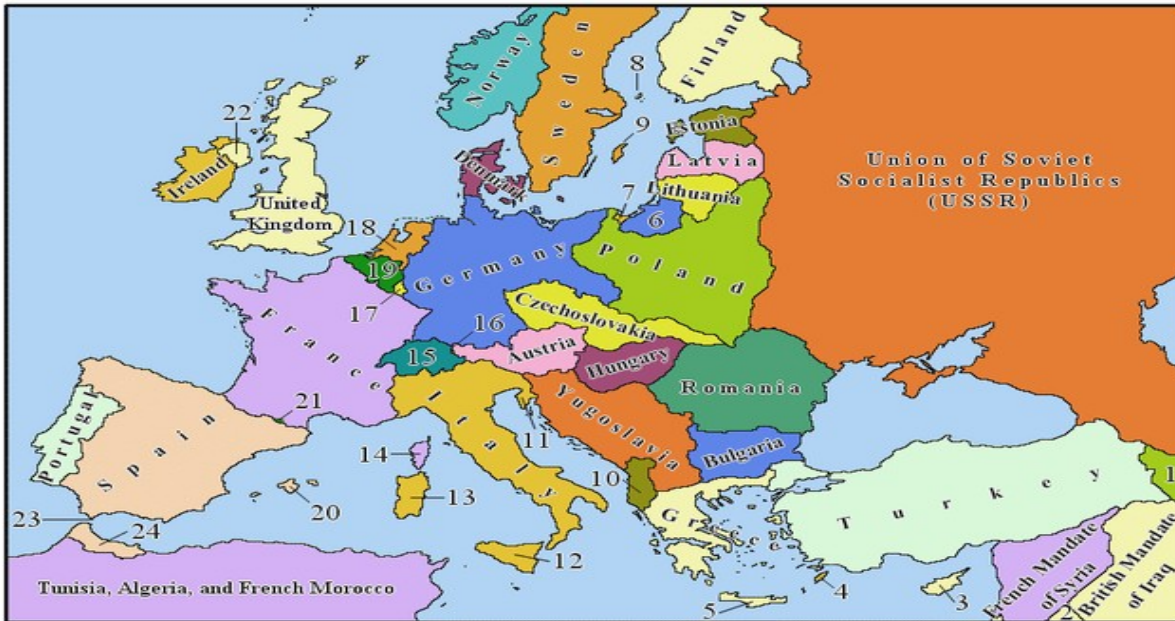 Norway
Sweden
Finland
8
9
22
Estonia
Latvia
Lithuania
Ireland
Denmark
United
Kingdom
Union of Soviet
Socialist Republics
(USSR)
7
6
18
19
17
Germany
Poland
16
Czechoslovakia
France
15
Austria
Hungary
Romania
21
Italy
Yugoslavia
11
Portugal
Spain
14
13
20
10
Bulgaria
Turkey
1
Greece
23
24
12
4
3
5
Tunisia, Algeria, and French Morocco
French Mandate
of Syria
British Mandate
of Iraq
2